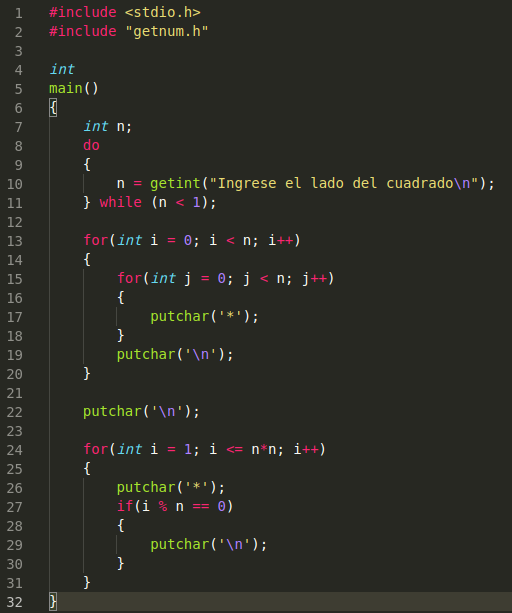 1 #include <stdio.h>
2 #include "getnum.h"
3
4 int
5 main()
6 {
7     int n;
8     do
9     {
10         n = getint("Ingrese el lado del cuadrado\n");
11     } while (n < 1);
12
13     for(int i = 0; i < n; i++)
14     {
15         for(int j = 0; j < n; j++)
16         {
17             putchar('*');
18         }
19         putchar('\n');
20     }
21
22     putchar('\n');
23
24     for(int i = 1; i <= n*n; i++)
25     {
26         putchar('*');
27         if(i % n == 0)
28         {
29             putchar('\n');
30         }
31     }
32 }